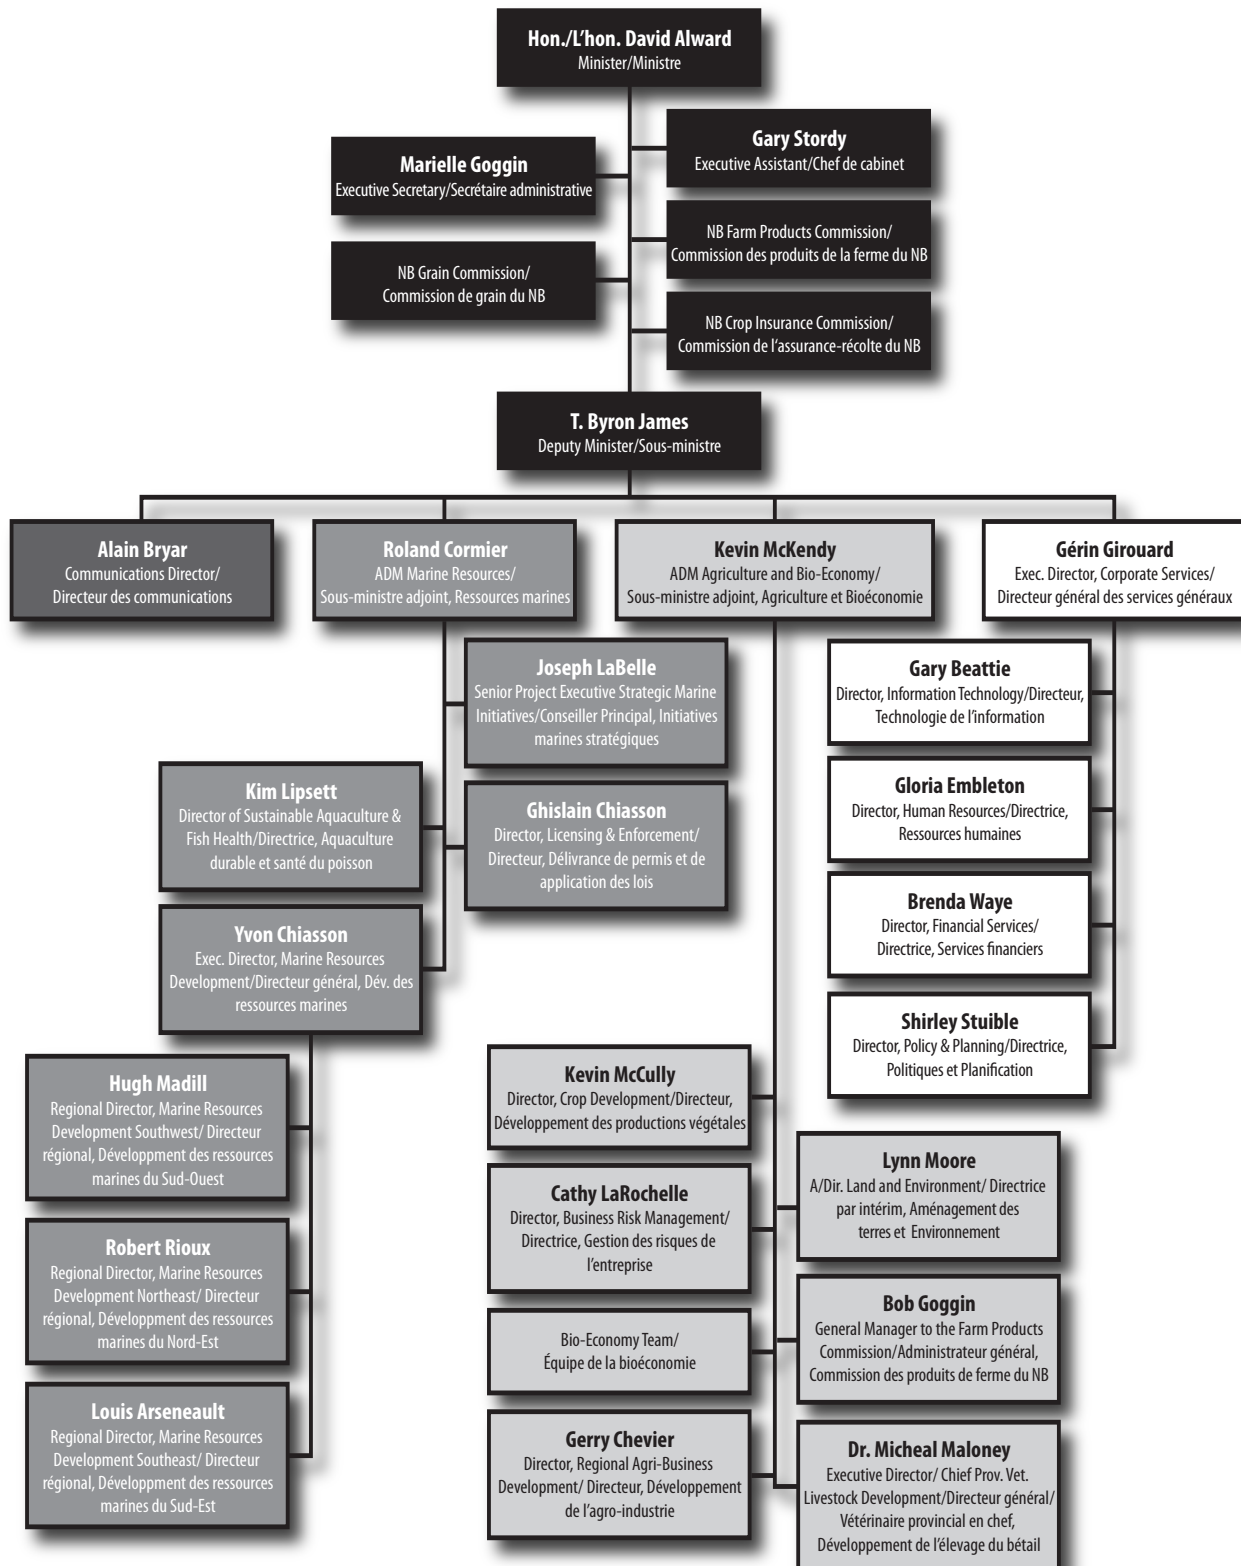 Hon./L'hon. David Alward
Minister/Ministre
Gary Stordy
Executive Assistant/Chef de cabinet
Marielle Goggin
Executive Secretary/Secrétaire administrative
NB Farm Products Commission/
Commission des produits de la ferme du NB
NB Grain Commission/
Commission de grain du NB
NB Crop Insurance Commission/
Commission de l'assurance-récolte du NB
T. Byron James
Deputy Minister/Sous-ministre
Alain Bryar
Communications Director/
Directeur des communications
Roland Cormier
ADM Marine Resources/
Sous-ministre adjoint, Ressources marines
Kevin McKendy
ADM Agriculture and Bio-Economy/
Sous-ministre adjoint, Agriculture et Bioéconomie
Gérin Girouard
Exec. Director, Corporate Services/
Directeur général des services généraux
Joseph LaBelle
Senior Project Executive Strategic Marine
Initiatives/Conseiller Principal, Initiatives
marines stratégiques
Kim Lipsett
Director of Sustainable Aquaculture &
Fish Health/Directrice, Aquaculture
durable et santé du poisson
Ghislain Chiasson
Director, Licensing & Enforcement/
Directeur, Délivrance de permis et de
application des lois
Yvon Chiasson
Exec. Director, Marine Resources
Development/Directeur général, Dév. des
ressources marines
Hugh Madill
Regional Director, Marine Resources
Development Southwest/ Directeur
régional, Développment des ressources
marines du Sud-Ouest
Robert Rioux
Regional Director, Marine Resources
Development Northeast/ Directeur
régional, Développment des ressources
marines du Nord-Est
Louis Arseneault
Regional Director, Marine Resources
Development Southeast/ Directeur
régional, Développment des ressources
marines du Sud-Est
Gary Beattie
Director, Information Technology/Directeur,
Technologie de l'information
Gloria Embleton
Director, Human Resources/Directrice,
Ressources humaines
Brenda Waye
Director, Financial Services/
Directrice, Services financiers
Shirley Stuible
Director, Policy & Planning/Directrice,
Politiques et Planification
Kevin McCully
Director, Crop Development/Directeur,
Développement des productions végétales
Lynn Moore
A/Dir. Land and Environment/ Directrice
par intérim, Aménagement des
terres et Environnement
Cathy LaRochelle
Director, Business Risk Management/
Directrice, Gestion des risques de
l'entreprise
Bob Goggin
General Manager to the Farm Products
Commission/Administrateur général,
Commission des produits de ferme du NB
Bio-Economy Team/
Équipe de la bioéconomie
Gerry Chevier
Director, Regional Agri-Business
Development/ Directeur, Développement
de l'agro-industrie
Dr. Micheal Maloney
Executive Director/ Chief Prov. Vet.
Livestock Development/Directeur général/
Vétérinaire provincial en chef,
Développement de l'élevage du bétail